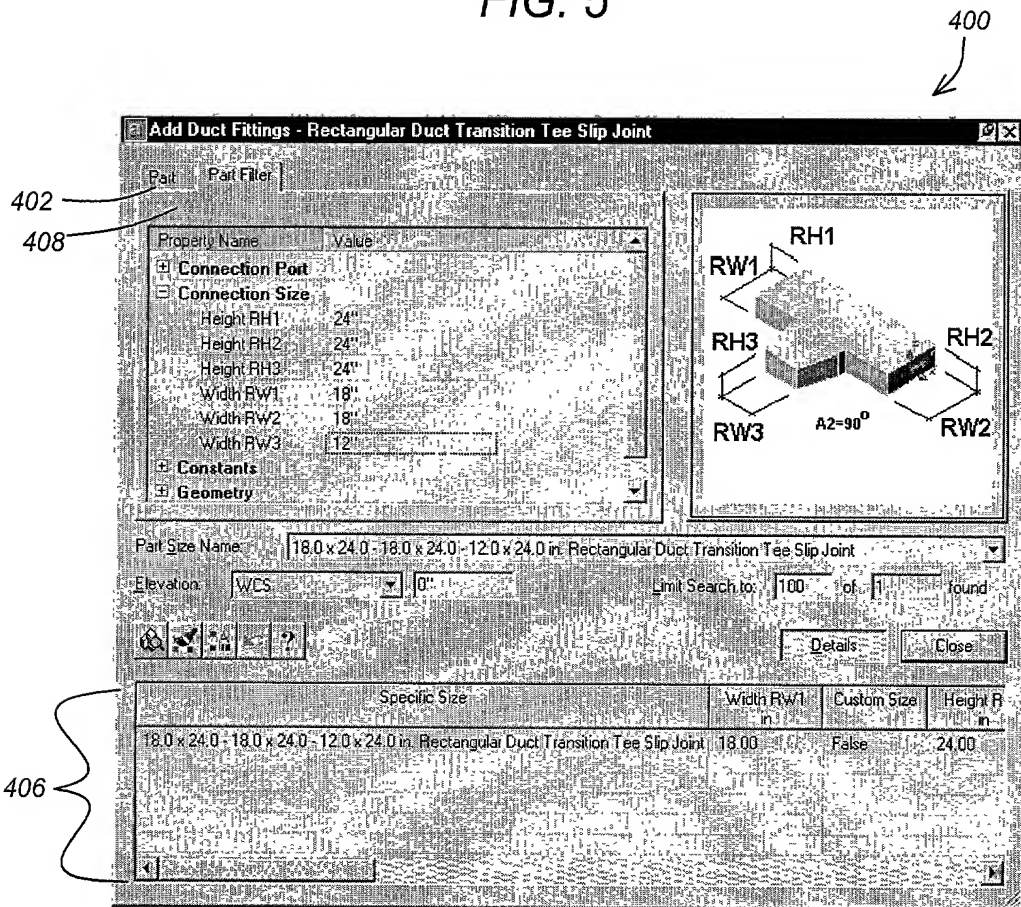 FIG. 5
400
Add Duct Fittings - Rectangular Duct Transition Tee Slip Joint
Part Part Filter
402
408
Property Name Value
Connection Port
Connection Size
Height RH1 24"
Height RH2 24"
Height RH3 24"
Width RW1 18"
Width RW2 18"
Width RW3 12"
Constants
Geometry
RH1
RW1
RH3
RH2
RW3
A2=90°
RW2
Part Size Name: 18.0 x 24.0 - 18.0 x 24.0 - 12.0 x 24.0 in. Rectangular Duct Transition Tee Slip Joint
Elevation: WCS 0" Limit Search to: 100 of 1 found
Details Close
Specific Size Width RW1 in Custom Size Height R in
18.0 x 24.0 - 18.0 x 24.0 - 12.0 x 24.0 in. Rectangular Duct Transition Tee Slip Joint 18.00 False 24.00
406